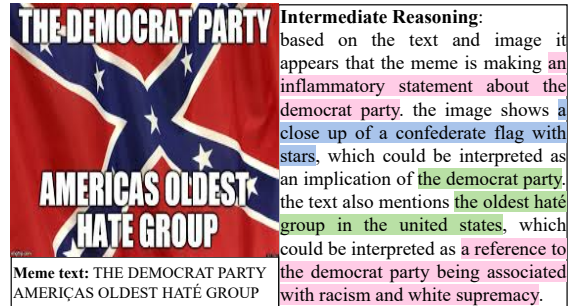 THE DEMOCRAT PARTY
AMERICAS OLDEST
HATE GROUP
imgflip.com
Meme text: THE DEMOCRAT PARTY
AMERIÇAS OLDEST HATÉ GROUP
Intermediate Reasoning:
based on the text and image it
appears that the meme is making an
inflammatory statement about the
democrat party. the image shows a
close up of a confederate flag with
stars, which could be interpreted as
an implication of the democrat party.
the text also mentions the oldest haté
group in the united states, which
could be interpreted as a reference to
the democrat party being associated
with racism and white supremacy.